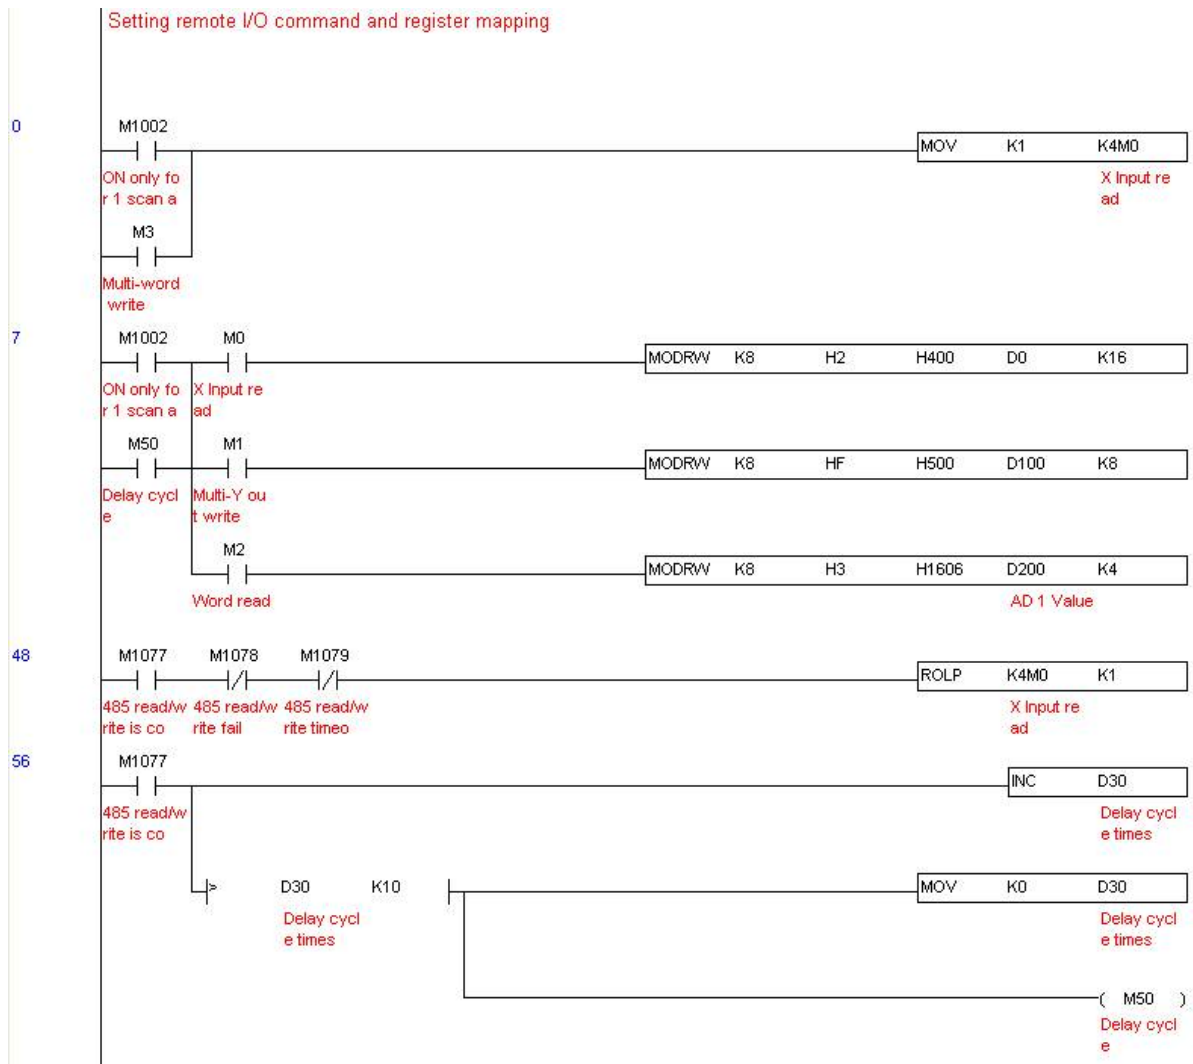 Setting remote I/O command and register mapping
0
M1002
MOV K1 K4M0
ON only fo
r 1 scan a
X Input re
ad
M3
Multi-word
write
7
M1002 M0
MODRW K8 H2 H400 D0 K16
ON only fo X Input re
r 1 scan a ad
M50 M1
MODRW K8 HF H500 D100 K8
Delay cycl Multi-Y ou
e t write
M2
MODRW K8 H3 H1606 D200 K4
Word read AD 1 Value
48
M1077 M1078 M1079
ROLP K4M0 K1
485 read/w 485 read/w 485 read/w X Input re
rite is co rite fail rite timeo ad
56
M1077
INC D30
485 read/w Delay cycl
rite is co e times
> D30 K10 MOV K0 D30
Delay cycl Delay cycl
e times e times
( M50 )
Delay cycl
e